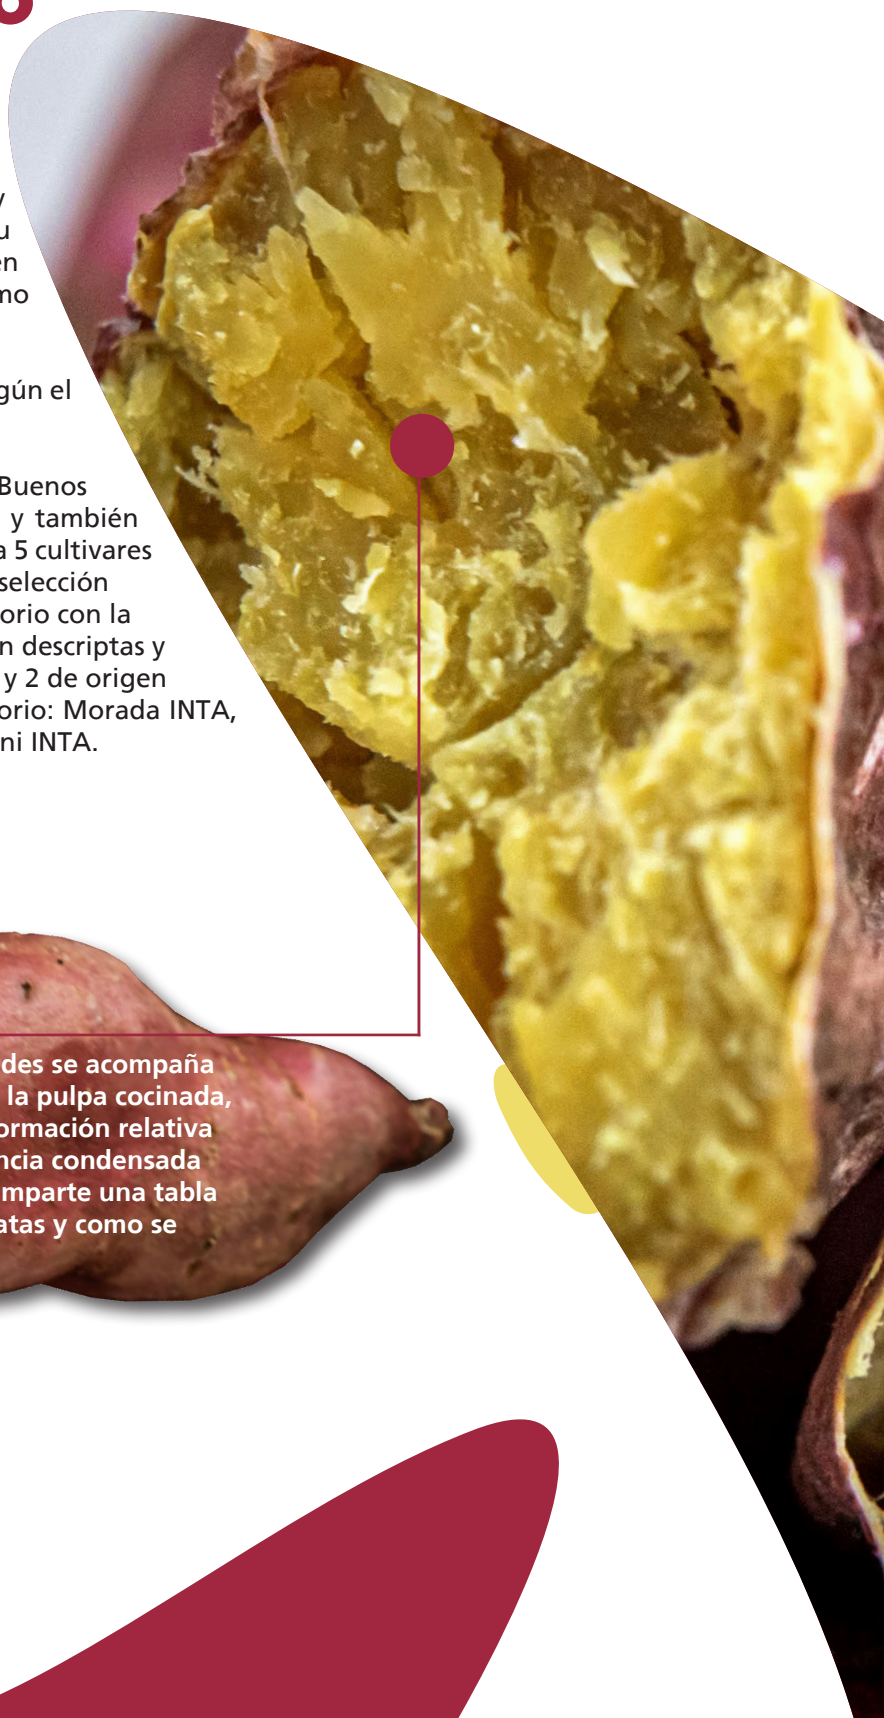 y
u
en
mo
gún el
Buenos
y también
a 5 cultivares
selección
orio con la
n descriptas y
y 2 de origen
orio: Morada INTA,
ni INTA.
des se acompaña
la pulpa cocinada,
ormación relativa
ncia condensada
mparte una tabla
atas y como se